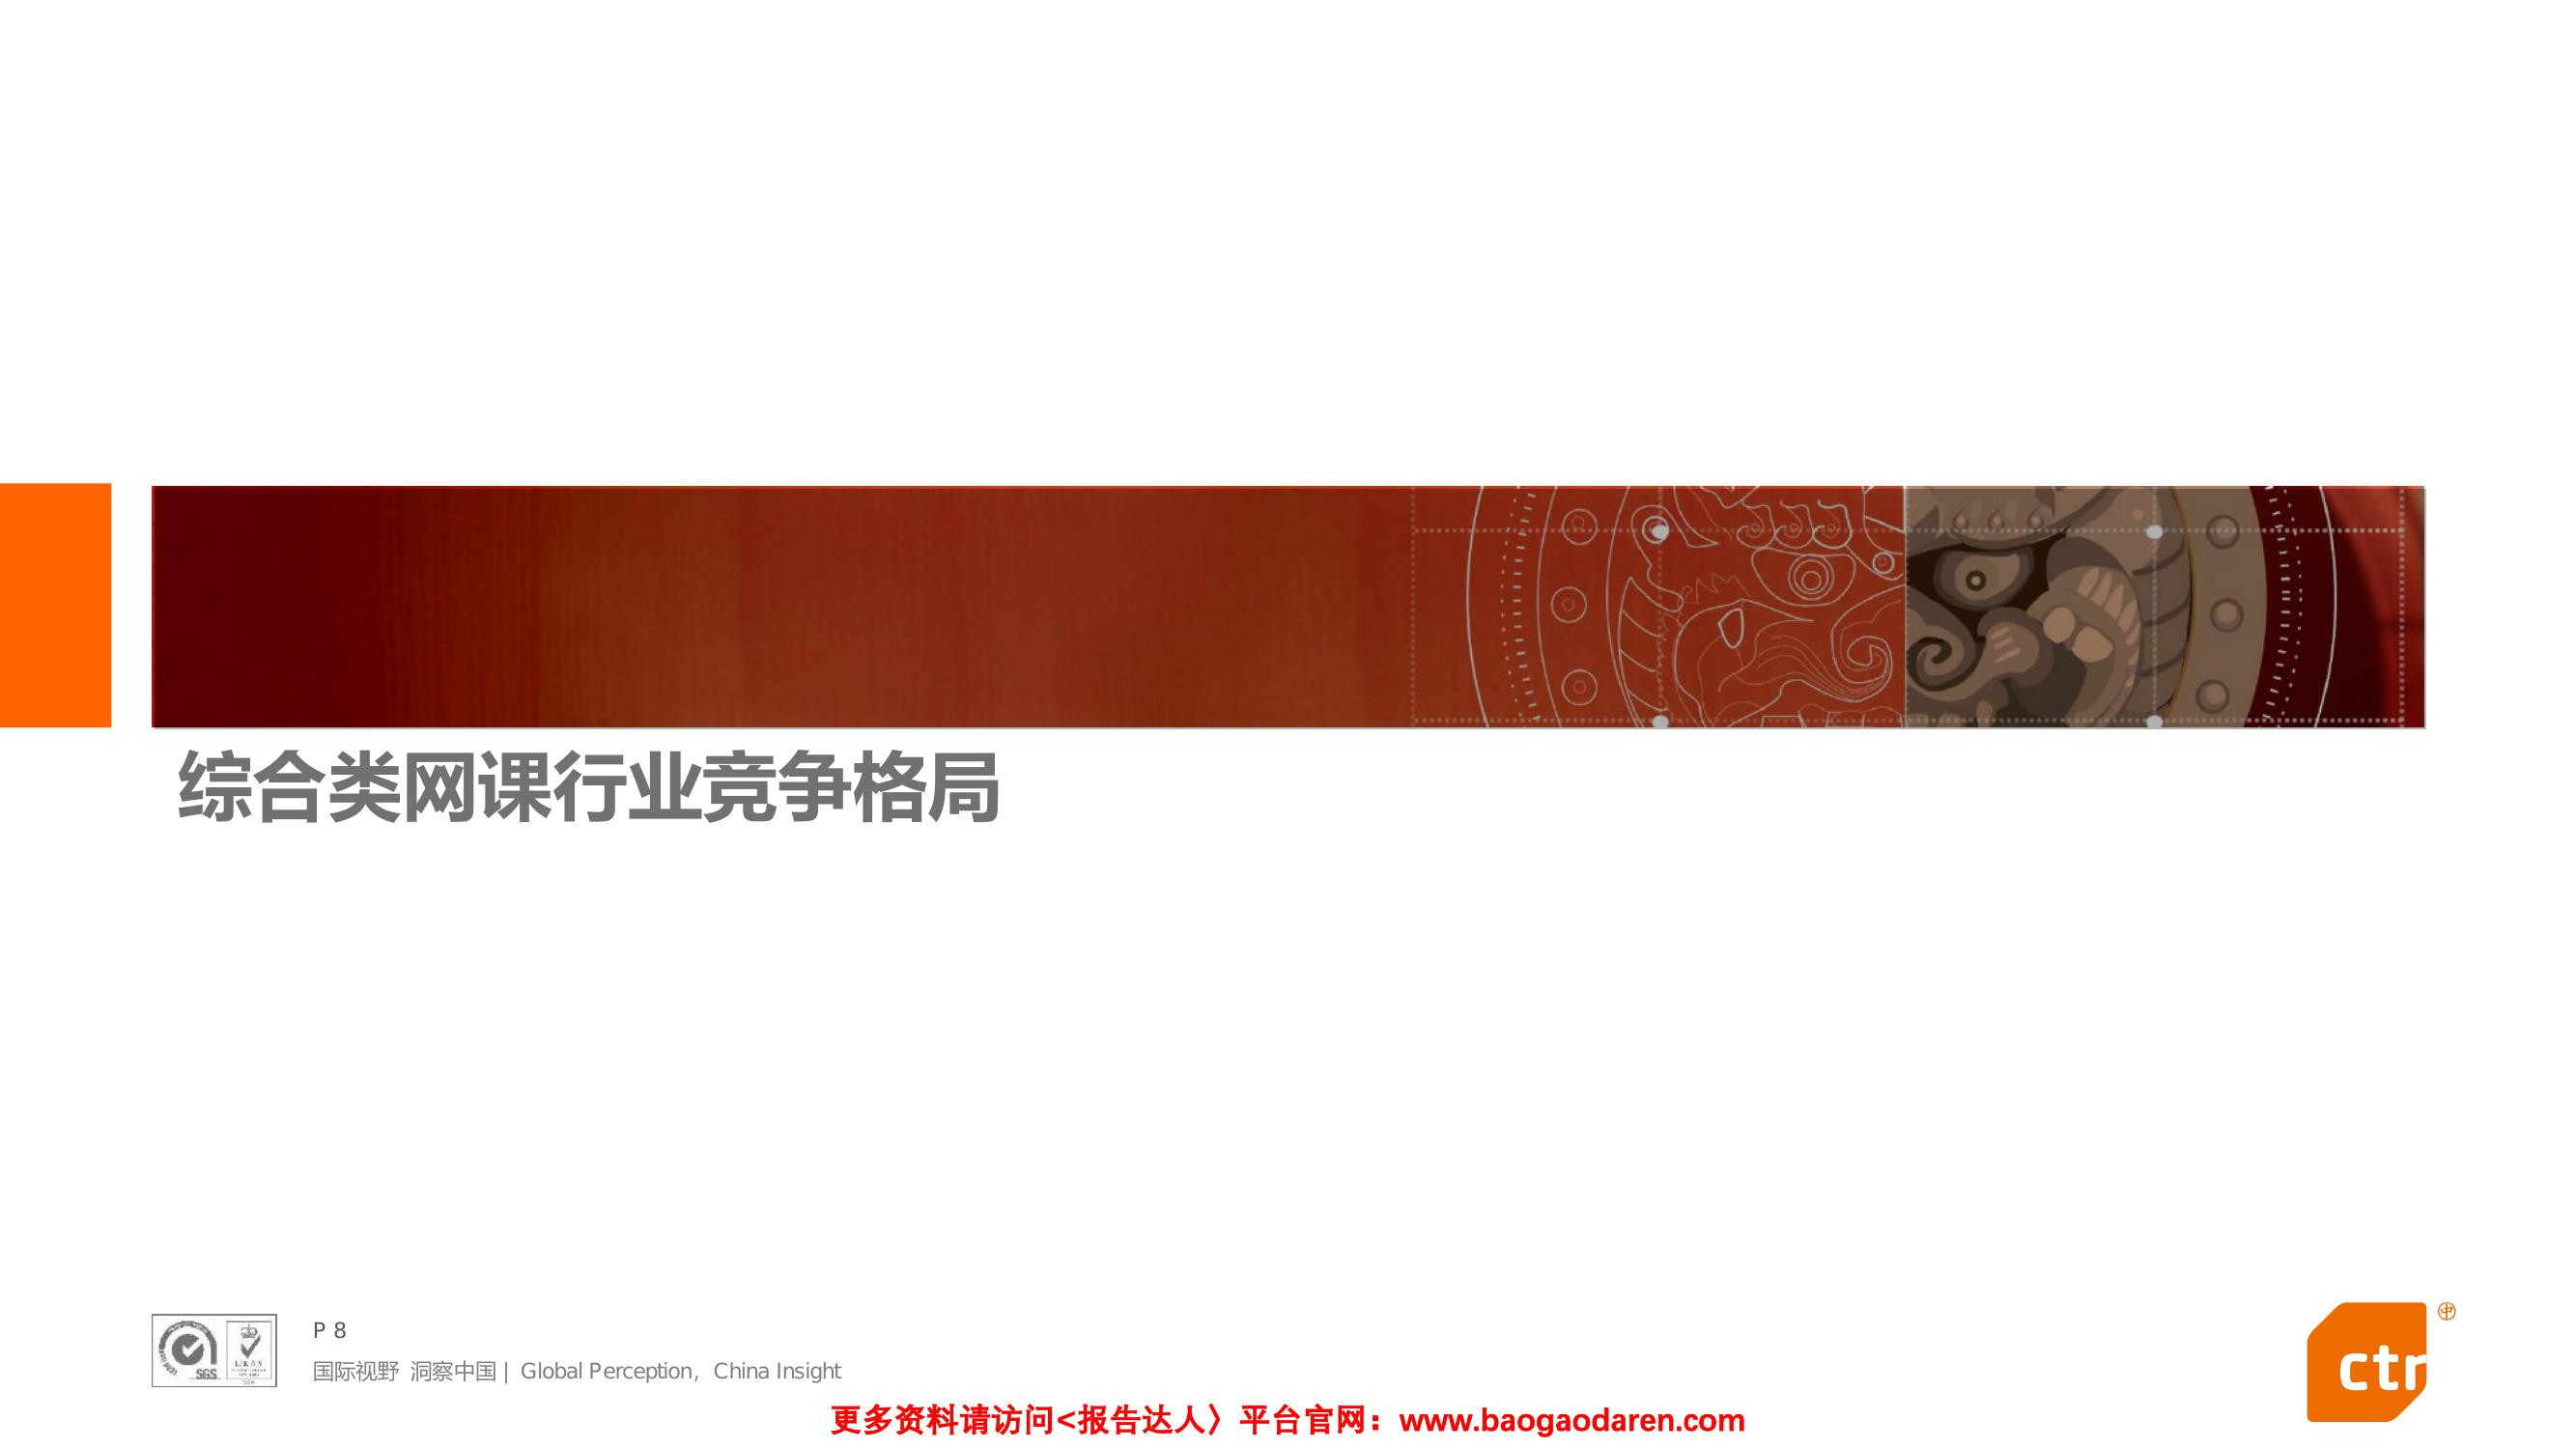 综合类网课行业竞争格局
P 8
国际视野 洞察中国 | Global Perception, China Insight
SGS
ctr
更多资料请访问<报告达人〉平台官网：www.baogaodaren.com